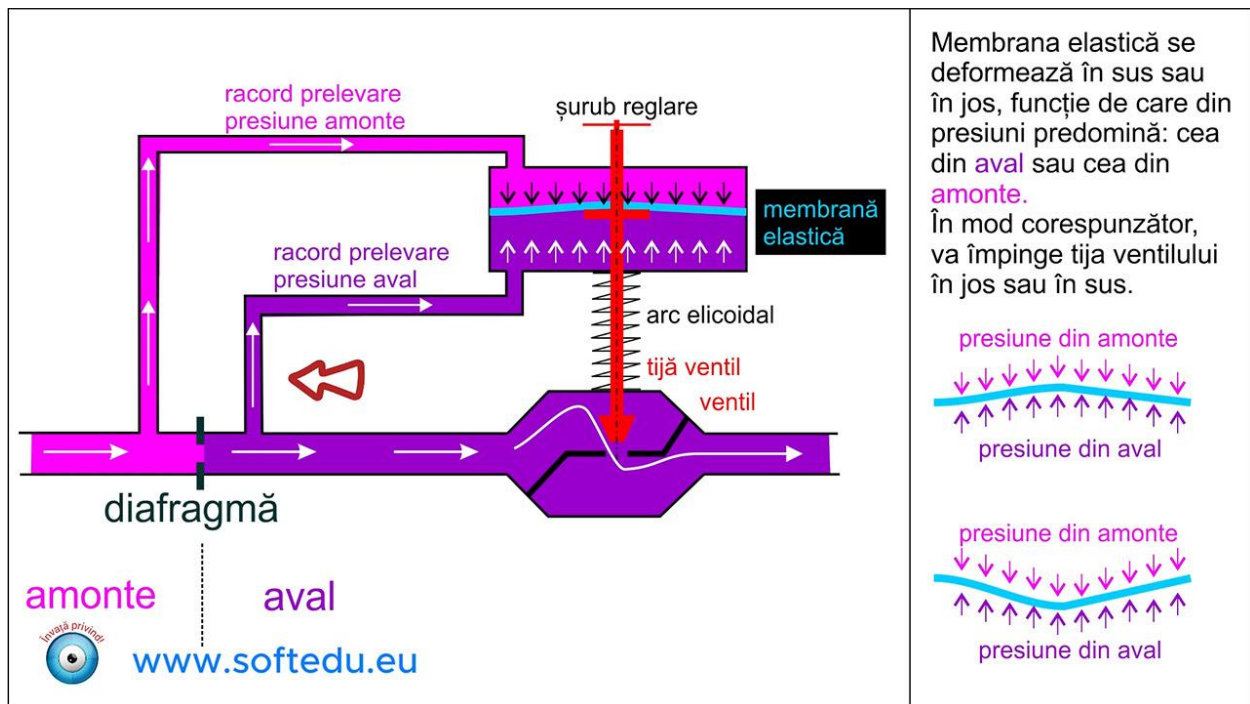 racord prelevare
presiune amonte
șurub reglare
membrană
elastică
racord prelevare
presiune aval
arc elicoidal
tijă ventil
ventil
diafragmă
amonte
aval
Învață privind!
www.softedu.eu
Membrana elastică se
deformează în sus sau
în jos, funcție de care din
presiuni predomină: cea
din aval sau cea din
amonte.
În mod corespunzător,
va împinge tija ventilului
în jos sau în sus.
presiune din amonte
presiune din aval
presiune din amonte
presiune din aval